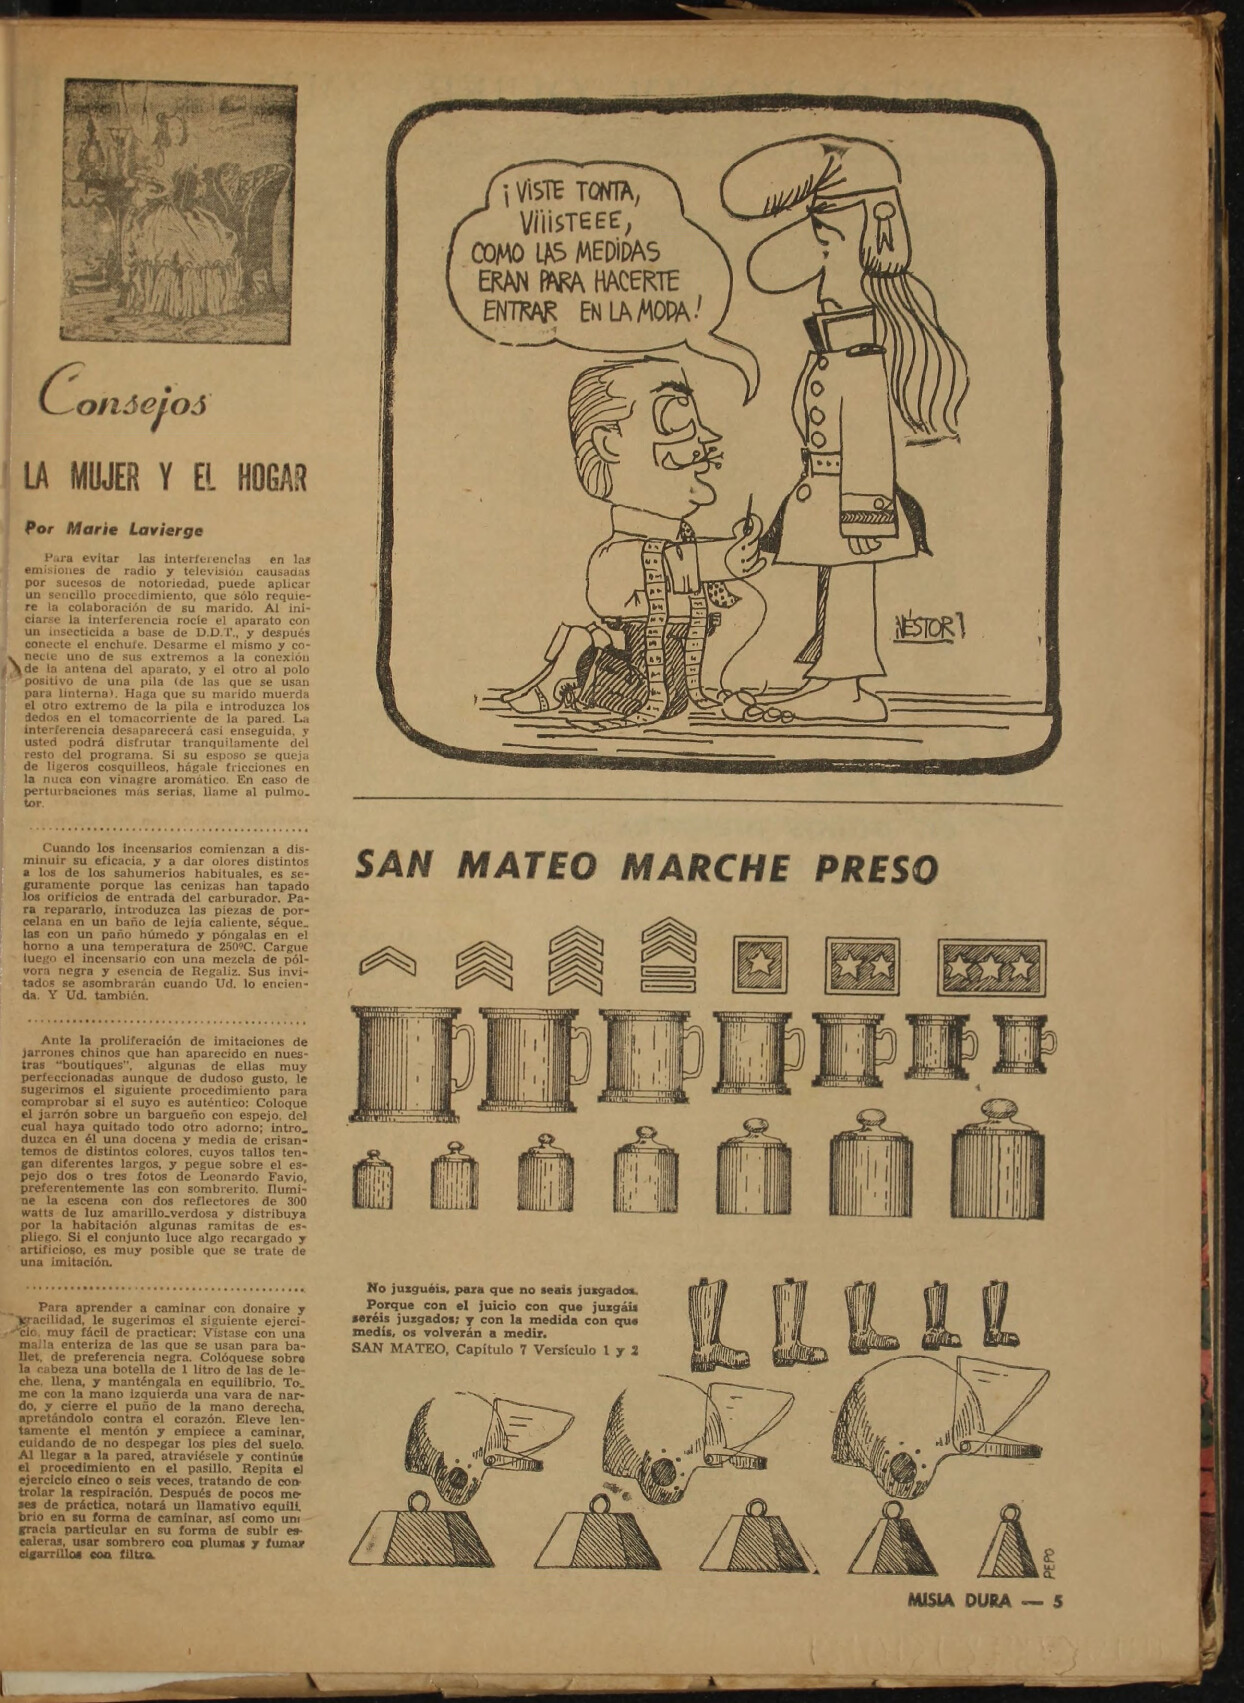 Consejos
LA MUJER Y EL HOGAR
Por Marie Lavierge
Para evitar las interferencias en las
emisiones de radio y televisión causadas
por sucesos de notoriedad, puede aplicar
un sencillo procedimiento, que sólo requie-
re la colaboración de su marido. Al ini-
ciarse la interferencia rocíe el aparato con
un insecticida a base de D.D.T., y después
conecte el enchufe. Desarme el mismo y co-
necte uno de sus extremos a la conexión
de la antena del aparato, y el otro al polo
positivo de una pila (de las que se usan
para linterna). Haga que su marido muerda
el otro extremo de la pila e introduzca los
dedos en el tomacorriente de la pared. La
interferencia desaparecerá casi enseguida, y
usted podrá disfrutar tranquilamente del
resto del programa. Si su esposo se queja
de ligeros cosquilleos, hágale fricciones en
la nuca con vinagre aromático. En caso de
perturbaciones más serias, llame al pulmo_
tor.
Cuando los incensarios comienzan a dis-
minuir su eficacia, y a dar olores distintos
a los de los sahumerios habituales, es se-
guramente porque las cenizas han tapado
los orificios de entrada del carburador. Pa-
ra repararlo, introduzca las piezas de por-
celana en un baño de lejía caliente, séque_
las con un paño húmedo y póngalas en el
horno a una temperatura de 250ºC. Cargue
luego el incensario con una mezcla de pól-
vora negra y esencia de Regaliz. Sus invi-
tados se asombrarán cuando Ud. lo encien-
da. Y Ud. también.
Ante la proliferación de imitaciones de
jarrones chinos que han aparecido en nues-
tras "boutiques", algunas de ellas muy
perfeccionadas aunque de dudoso gusto, le
sugerimos el siguiente procedimiento para
comprobar si el suyo es auténtico: Coloque
el jarrón sobre un bargueño con espejo, del
cual haya quitado todo otro adorno; intro_
duzca en él una docena y media de crisan-
temos de distintos colores, cuyos tallos ten-
gan diferentes largos, y pegue sobre el es-
pejo dos o tres fotos de Leonardo Favio,
preferentemente las con sombrerito. Ilumi-
ne la escena con dos reflectores de 300
watts de luz amarillo_verdosa y distribuya
por la habitación algunas ramitas de es-
pliego. Si el conjunto luce algo recargado y
artificioso, es muy posible que se trate de
una imitación.
Para aprender a caminar con donaire y
gracilidad, le sugerimos el siguiente ejerci-
cio, muy fácil de practicar: Vístase con una
malla enteriza de las que se usan para ba-
llet, de preferencia negra. Colóquese sobre
la cabeza una botella de 1 litro de las de le-
che, llena, y manténgala en equilibrio. To_
me con la mano izquierda una vara de nar-
do, y cierre el puño de la mano derecha,
apretándolo contra el corazón. Eleve len-
tamente el mentón y empiece a caminar,
cuidando de no despegar los pies del suelo.
Al llegar a la pared, atraviésele y continúe
el procedimiento en el pasillo. Repita el
ejercicio cinco o seis veces, tratando de con
trolar la respiración. Después de pocos me-
ses de práctica, notará un llamativo equili_
brio en su forma de caminar, así como una
gracia particular en su forma de subir es-
caleras, usar sombrero con plumas y fumar
cigarrillos con filtro.
¡VISTE TONTA,
VIIISTEEE,
COMO LAS MEDIDAS
ERAN PARA HACERTE
ENTRAR EN LA MODA!
NÉSTOR
SAN MATEO MARCHE PRESO
No juzguéis, para que no seais juzgados.
Porque con el juicio con que juzgáis
seréis juzgados; y con la medida con que
medís, os volverán a medir.
SAN MATEO, Capítulo 7 Versículo 1 y 2
PEPO
MISIA DURA — 5